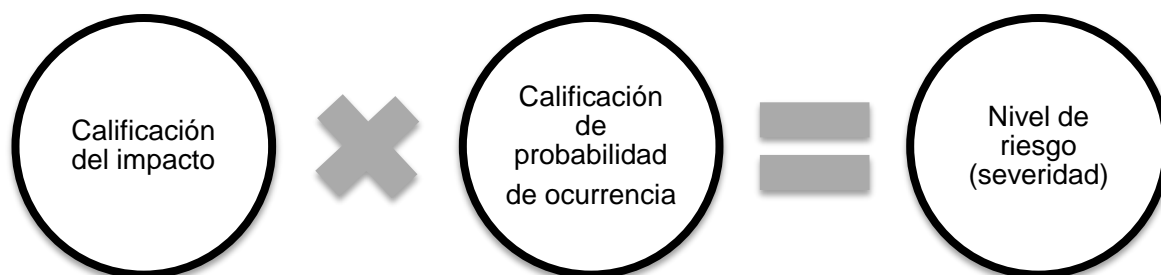 Calificación
del impacto
Calificación
de
probabilidad
de ocurrencia
Nivel de
riesgo
(severidad)